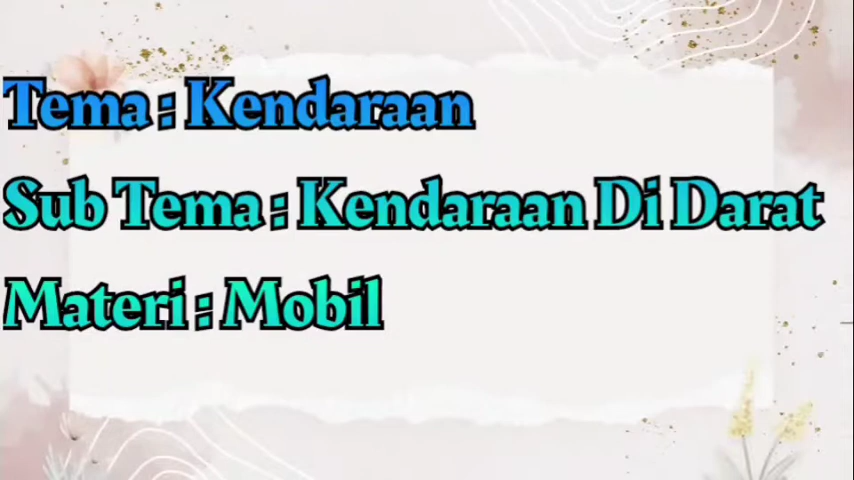 Tema : Kendaraan
Sub Tema : Kendaraan Di Darat
Materi : Mobil